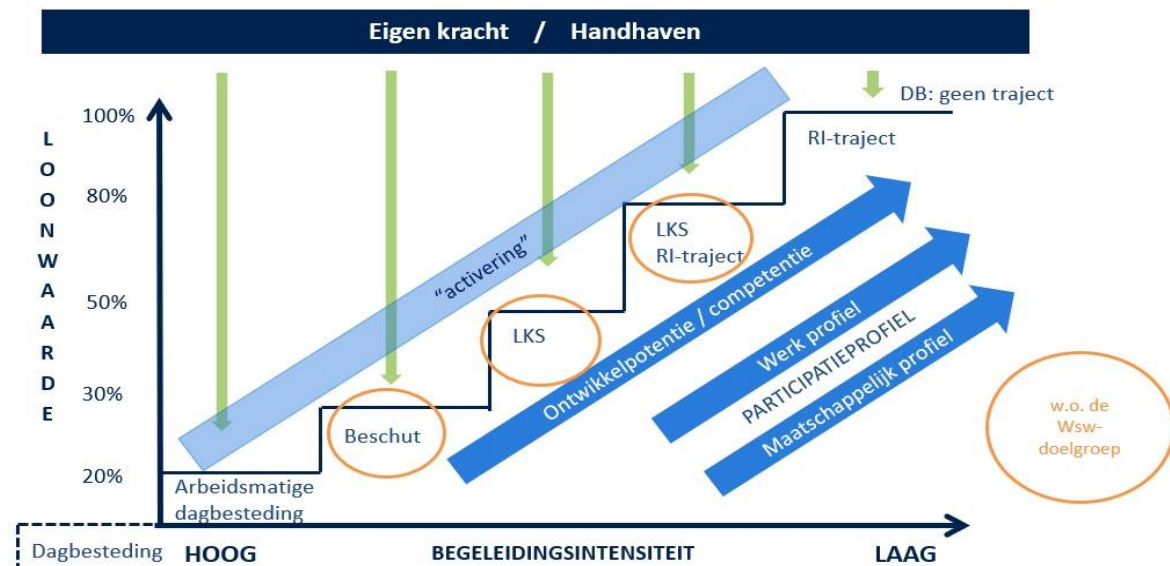 Eigen kracht / Handhaven
DB: geen traject
100%
RI-traject
80%
LKS
RI-traject
"activering"
50%
LKS
Ontwikkelpotentie / competentie
Werk profiel
PARTICIPATIEPROFIEL
Maatschappelijk profiel
30%
Beschut
w.o. de
Wsw-
doelgroep
20%
Arbeidsmatige
dagbesteding
LOONWAARDE
Dagbesteding
HOOG
BEGELEIDINGSINTENSITEIT
LAAG